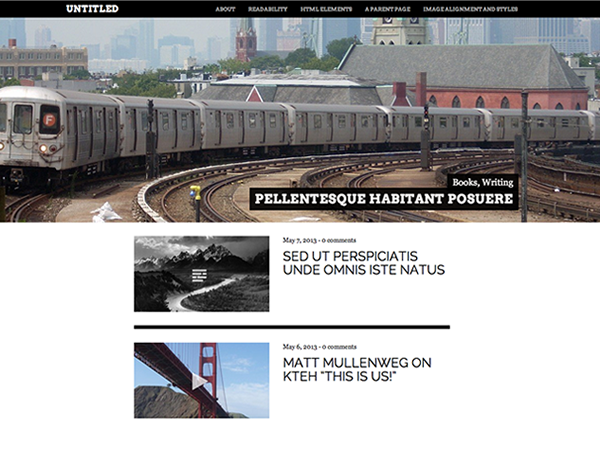 UNTITLED
ABOUT READABILITY HTML ELEMENTS A PARENT PAGE IMAGE ALIGNMENT AND STYLES
F
Books, Writing
PELLENTESQUE HABITANT POSUERE
May 7, 2013 - 0 comments
SED UT PERSPICIATIS
UNDE OMNIS ISTE NATUS
May 6, 2013 - 0 comments
MATT MULLENWEG ON
KTEH "THIS IS US!"